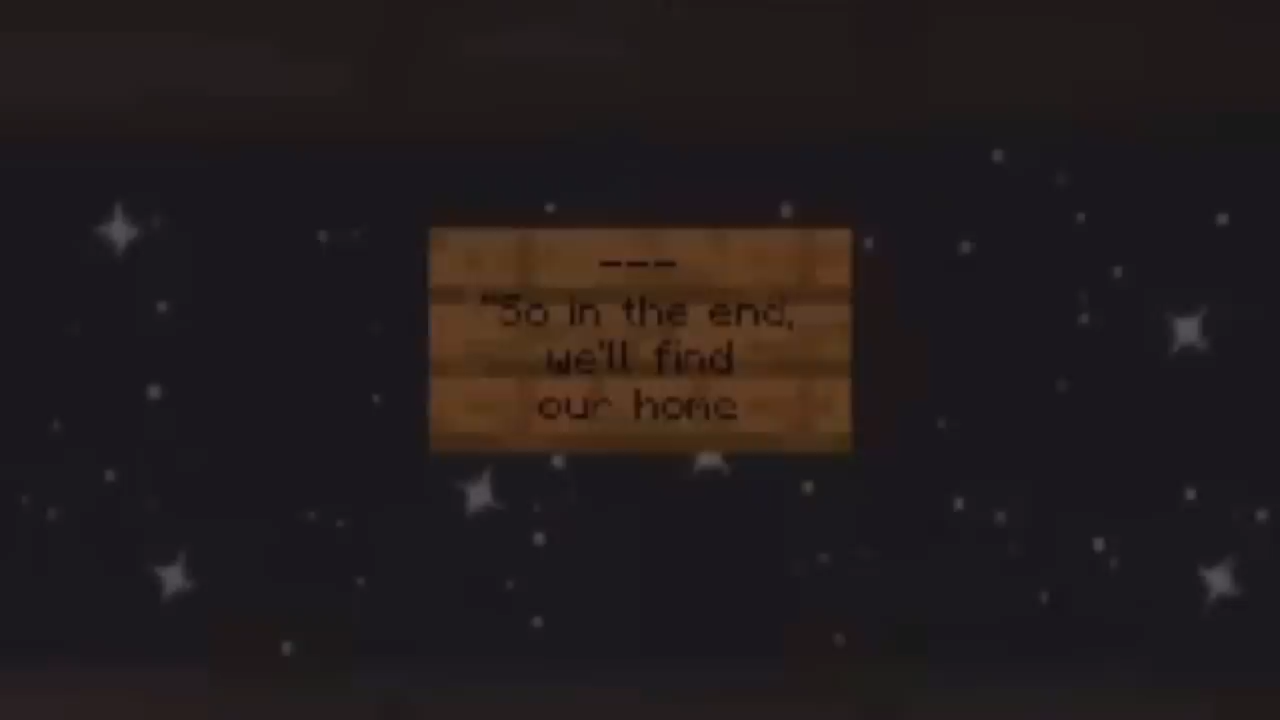 ---
"So in the end,
we'll find
our home